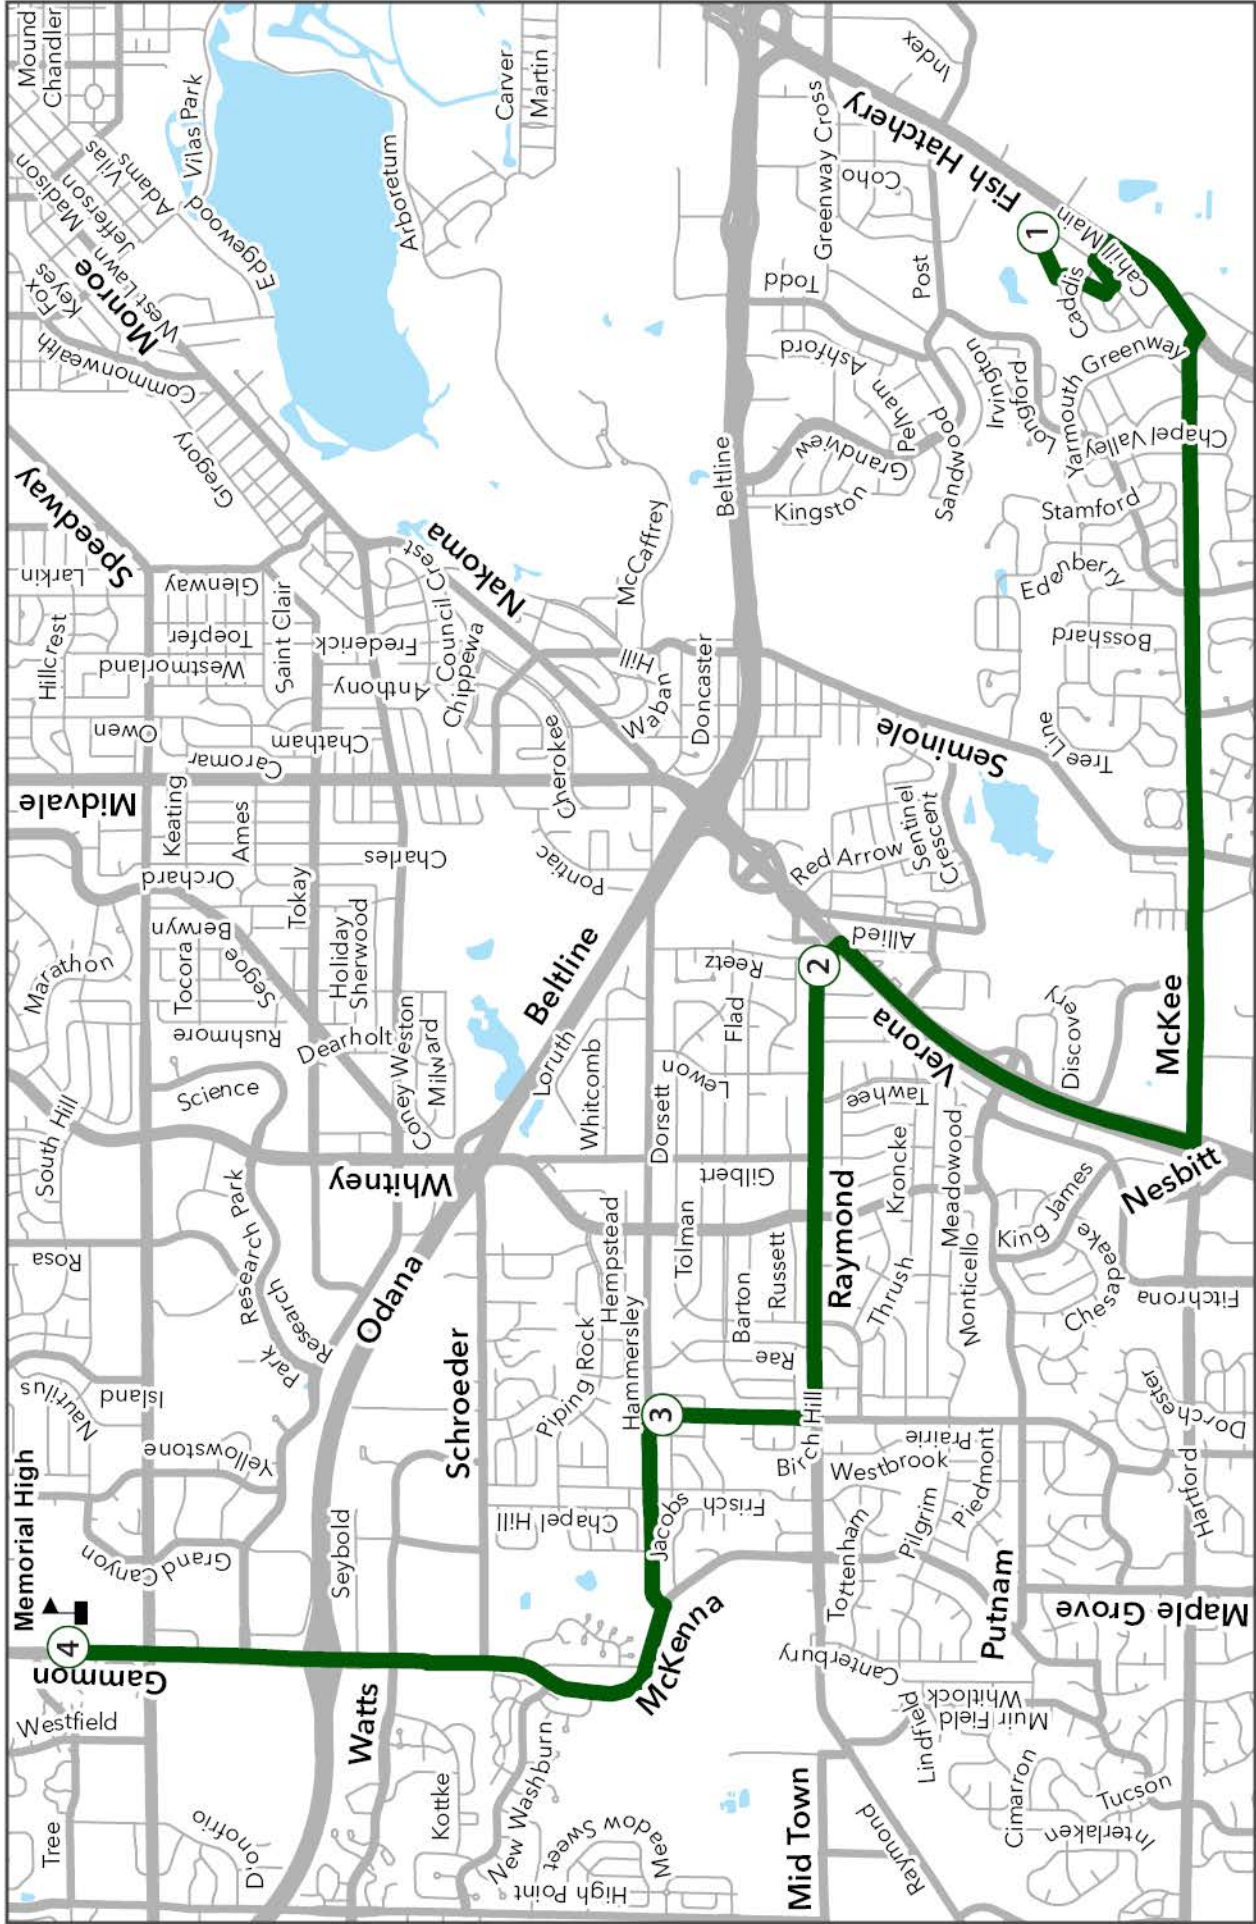 Mound
Chandler
Madison
Jefferson
Vilas
Adams
Vilas Park
Edgewood
Fox
Keyes
Monroe
West Lawn
Commonwealth
Gregory
Arboretum
Carver
Martin
Index
Fish Hatchery
Greenway Cross
Coho
Post
Todd
Ashford
Pelham
Grandview
Kingston
Sandwood
Irvington
Longford
Yarmouth
Greenway
Caddis
Cahill
Main
1
Chapel Valley
Stamford
Edenberry
Bosshard
Tree Line
Beltline
McCaffrey
Speedway
Larkin
Hillcrest
Glenway
Toepfer
Westmorland
Owen
Caromar
Saint Clair
Frederick
Anthony
Chatham
Council Crest
Chippewa
Nakoma
Cherokee
Hill
Waban
Doncaster
Seminole
Midvale
Keating
Ames
Orchard
Tokay
Charles
Pontiac
Berwyn
Marathon
Tocora
Segoe
Rushmore
Holiday
Sherwood
Dearholt
Coney Weston
Milward
Science
South Hill
Beltline
Loruth
Whitcomb
Dorsett
Lewon
Flad
Reetz
2
Red Arrow
Sentinel
Crescent
Allied
Verona
Discovery
McKee
Tawhee
Kroncke
Meadowood
Gilbert
Raymond
Whitney
Research Park
Rosa
Odana
Research
Park
Schroeder
Hempstead
Hammersley
Piping Rock
Tolman
Barton
Russett
Rae
Thrush
Monticello
King James
Chesapeake
Nesbitt
Fitchrona
Nautilus
Island
Yellowstone
Memorial High
Grand Canyon
Grand
Seybold
Chapel Hill
Jacobs
Frisch
3
Birch Hill
Westbrook
Prairie
Piedmont
Pilgrim
Tottenham
Putnam
Dorchester
Hartford
Maple Grove
4
Gammon
Westfield
Watts
McKenna
Canterbury
Whitlock
Muir Field
Lindfield
Cimarron
Tucson
Interlaken
Tree
D'onofrio
Kottke
New Washburn
Meadow Sweet
High Point
Mid Town
Raymond